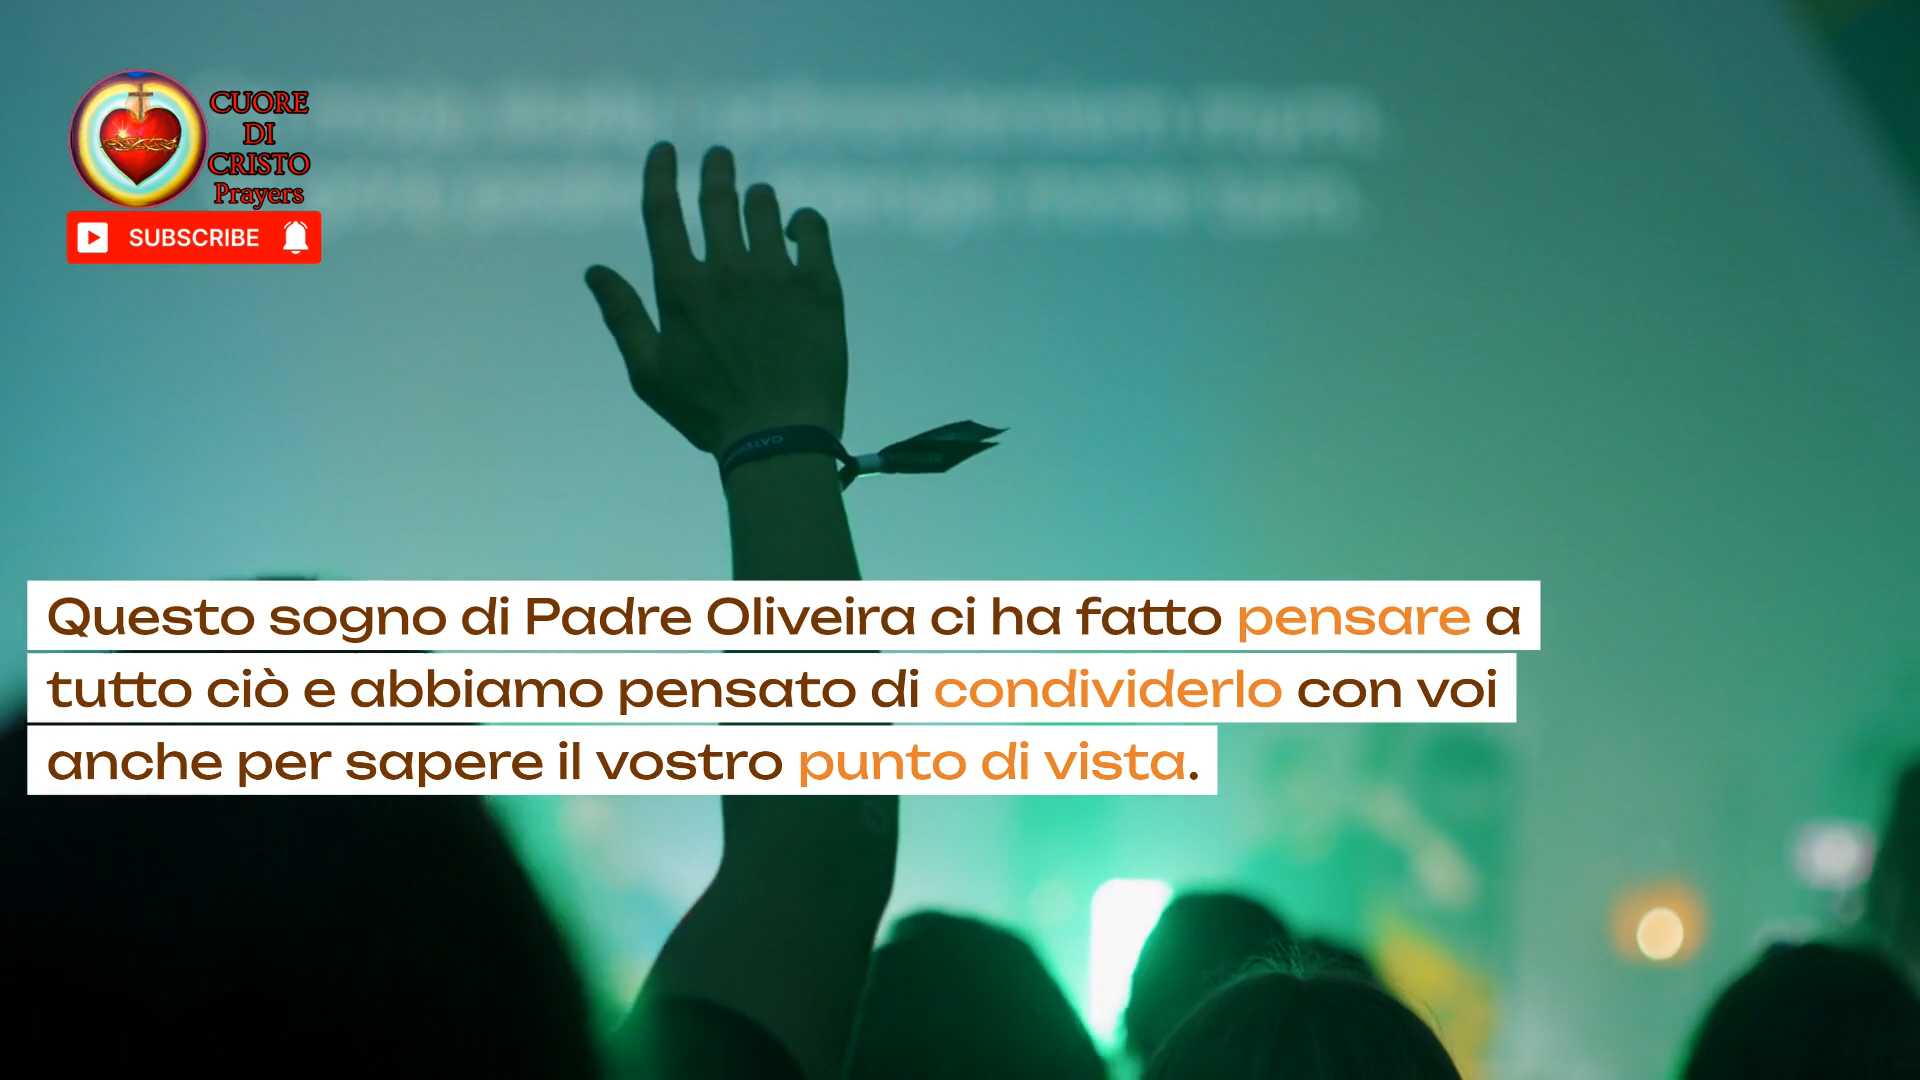 CUORE
DI
CRISTO
Prayers
SUBSCRIBE
Questo sogno di Padre Oliveira ci ha fatto pensare a
tutto ciò e abbiamo pensato di condividerlo con voi
anche per sapere il vostro punto di vista.